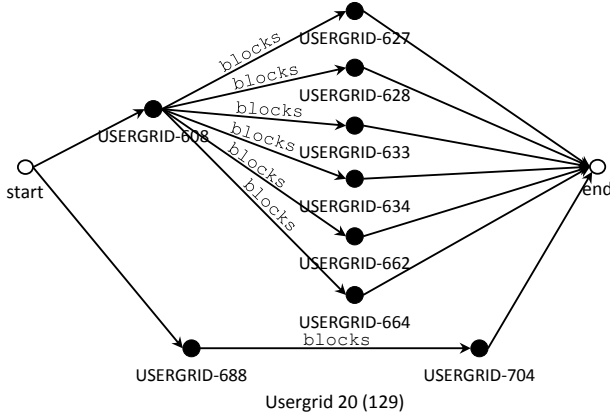 USERGRID-627
blocks
blocks
USERGRID-628
blocks
USERGRID-608
blocks
USERGRID-633
blocks
start
end
USERGRID-634
blocks
USERGRID-662
USERGRID-664
blocks
USERGRID-688
USERGRID-704
Usergrid 20 (129)